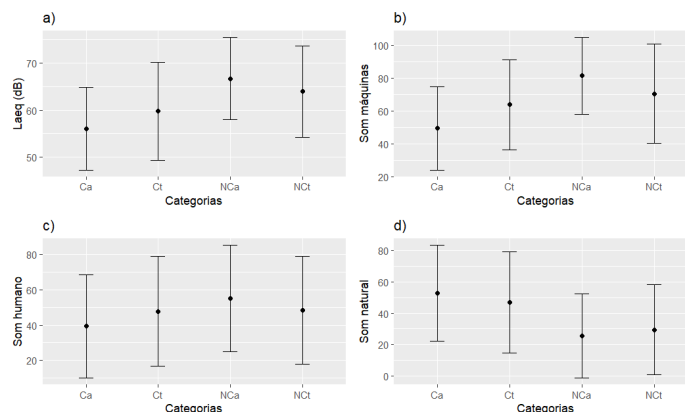 a)
Laeq (dB)
70
60
50
Ca Ct NCa NCt
Categorias
b)
Som máquinas
100
80
60
40
20
Ca Ct NCa NCt
Categorias
c)
Som humano
80
60
40
20
Ca Ct NCa NCt
Categorias
d)
Som natural
80
60
40
20
0
Ca Ct NCa NCt
Categorias